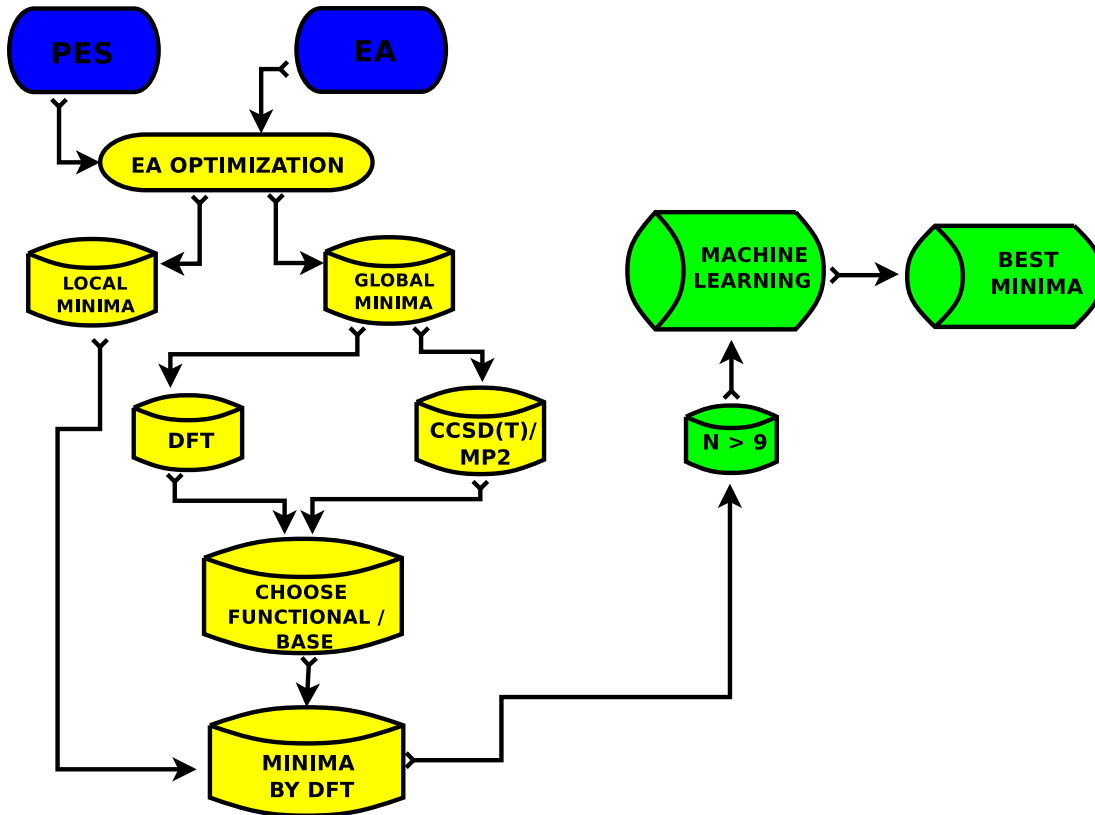 PES
EA
EA OPTIMIZATION
LOCAL
MINIMA
GLOBAL
MINIMA
MACHINE
LEARNING
BEST
MINIMA
DFT
CCSD(T)/
MP2
N > 9
CHOOSE
FUNCTIONAL /
BASE
MINIMA
BY DFT